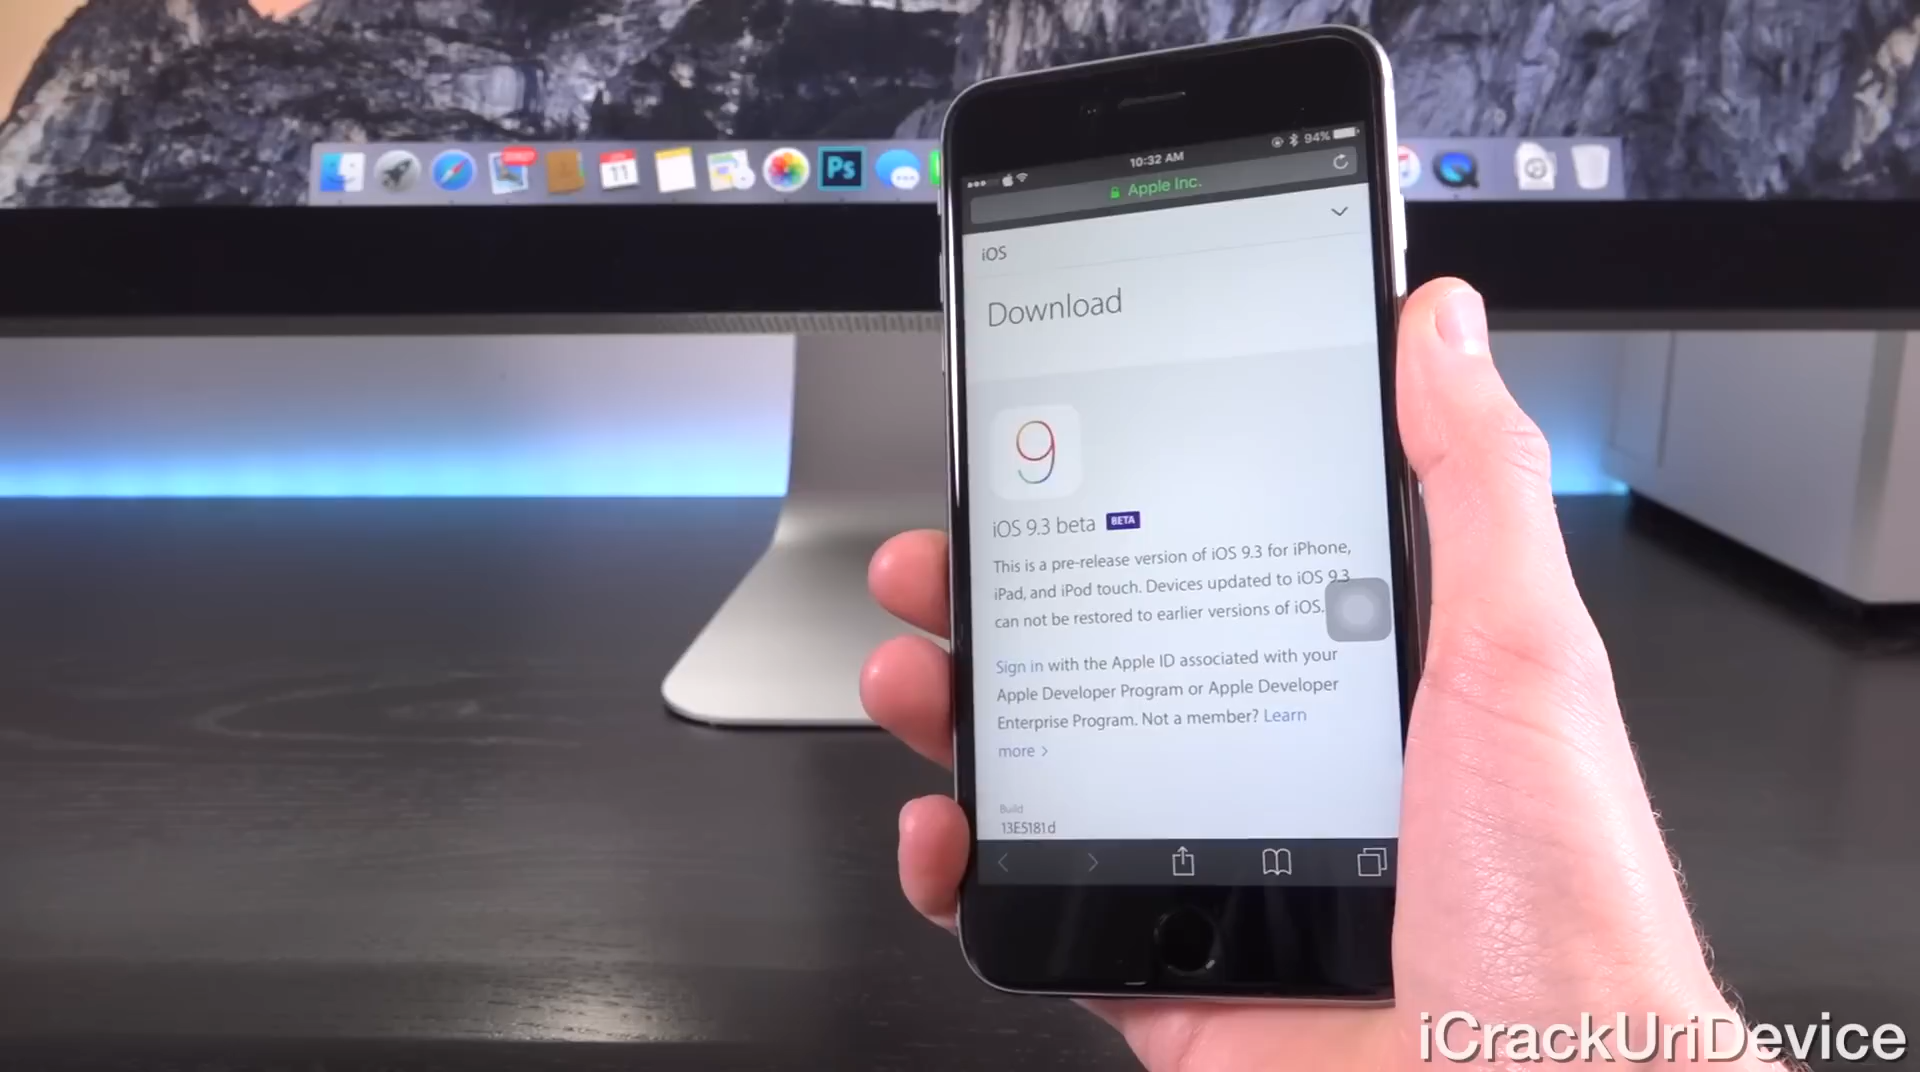 11
Ps
94%
10:32 AM
Apple Inc.
iOS
Download
9
iOS 9.3 beta BETA
This is a pre-release version of iOS 9.3 for iPhone,
iPad, and iPod touch. Devices updated to iOS 9.3
can not be restored to earlier versions of iOS.
Sign in with the Apple ID associated with your
Apple Developer Program or Apple Developer
Enterprise Program. Not a member? Learn
more >
Build
13E5181d
iCrackUriDevice